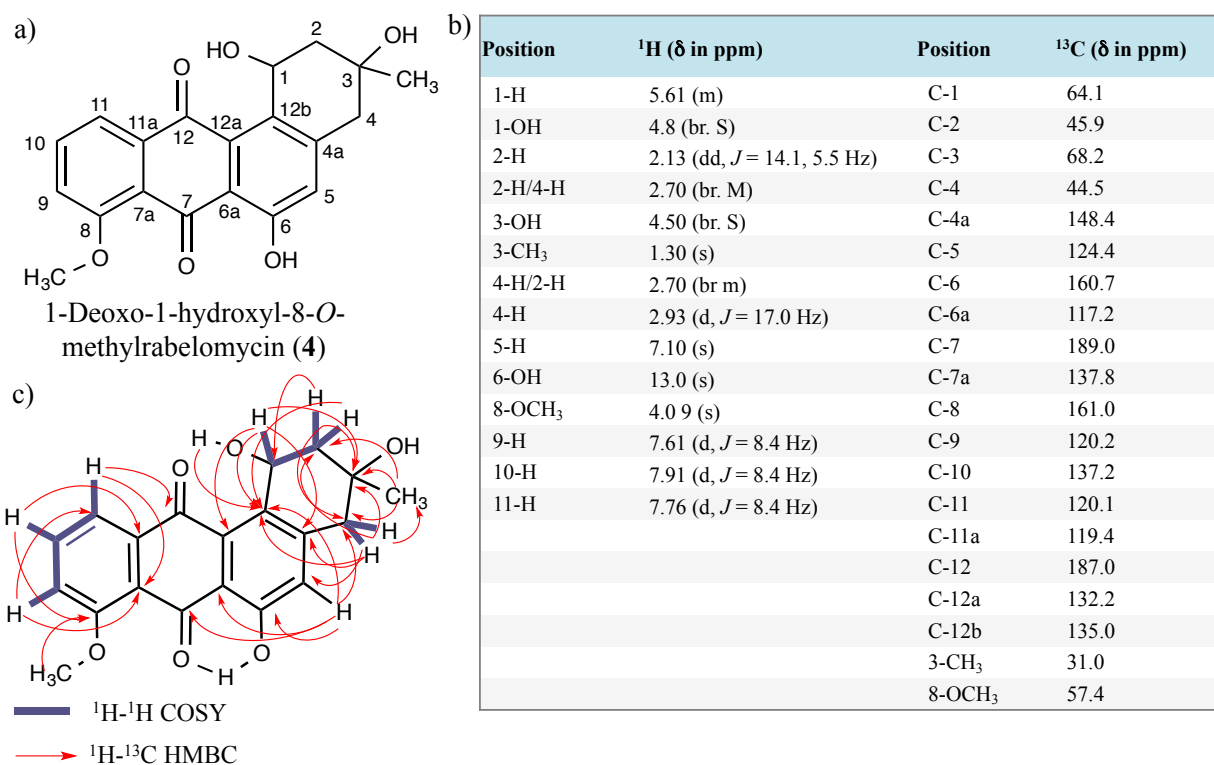 a)
HO
2
OH
1
3
CH₃
O
11
12b
4
11a
12
12a
4a
10
9
7a
7
6a
5
8
6
O
O
OH
H₃C
1-Deoxo-1-hydroxyl-8-O-
methylrabelomycin (4)
b)
Position ¹H (δ in ppm) Position ¹³C (δ in ppm)
1-H 5.61 (m) C-1 64.1
1-OH 4.8 (br. S) C-2 45.9
2-H 2.13 (dd, J = 14.1, 5.5 Hz) C-3 68.2
2-H/4-H 2.70 (br. M) C-4 44.5
3-OH 4.50 (br. S) C-4a 148.4
3-CH₃ 1.30 (s) C-5 124.4
4-H/2-H 2.70 (br m) C-6 160.7
4-H 2.93 (d, J = 17.0 Hz) C-6a 117.2
5-H 7.10 (s) C-7 189.0
6-OH 13.0 (s) C-7a 137.8
8-OCH₃ 4.0 9 (s) C-8 161.0
9-H 7.61 (d, J = 8.4 Hz) C-9 120.2
10-H 7.91 (d, J = 8.4 Hz) C-10 137.2
11-H 7.76 (d, J = 8.4 Hz) C-11 120.1
C-11a 119.4
C-12 187.0
C-12a 132.2
C-12b 135.0
3-CH₃ 31.0
8-OCH₃ 57.4
c)
H
H
H
H
O
OH
CH₃
H
O
H
H
H
H
H
O
O
H
O
H₃C
¹H-¹H COSY
¹H-¹³C HMBC